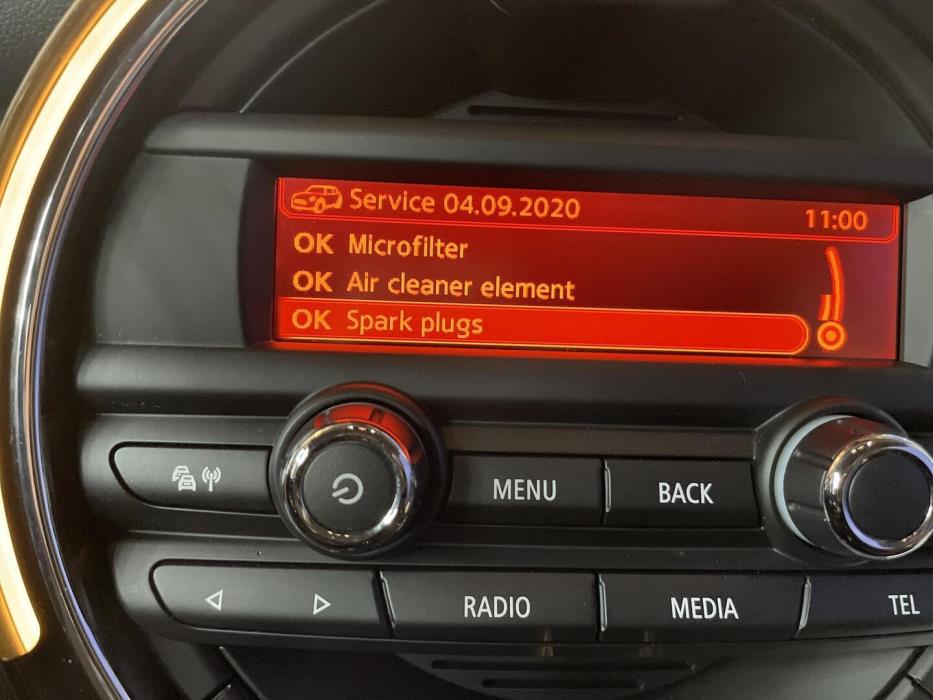 Service 04.09.2020 11:00
OK Microfilter
OK Air cleaner element
OK Spark plugs
MENU BACK
RADIO MEDIA TEL